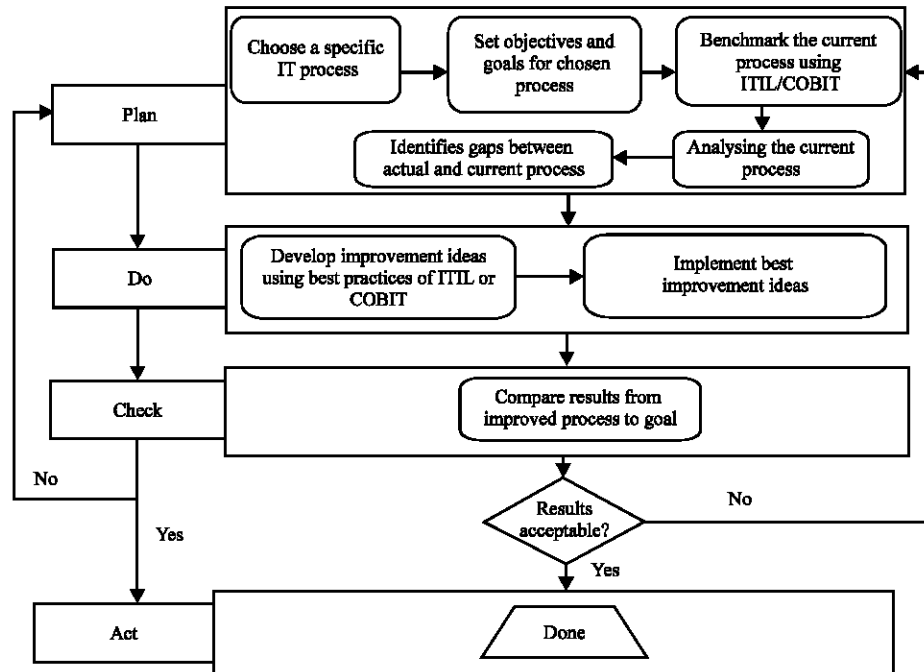 Choose a specific
IT process
Set objectives and
goals for chosen
process
Benchmark the current
process using
ITIL/COBIT
Plan
Identifies gaps between
actual and current process
Analysing the current
process
Do
Develop improvement ideas
using best practices of ITIL or
COBIT
Implement best
improvement ideas
Check
Compare results from
improved process to goal
No
Yes
Results
acceptable?
No
Yes
Act
Done